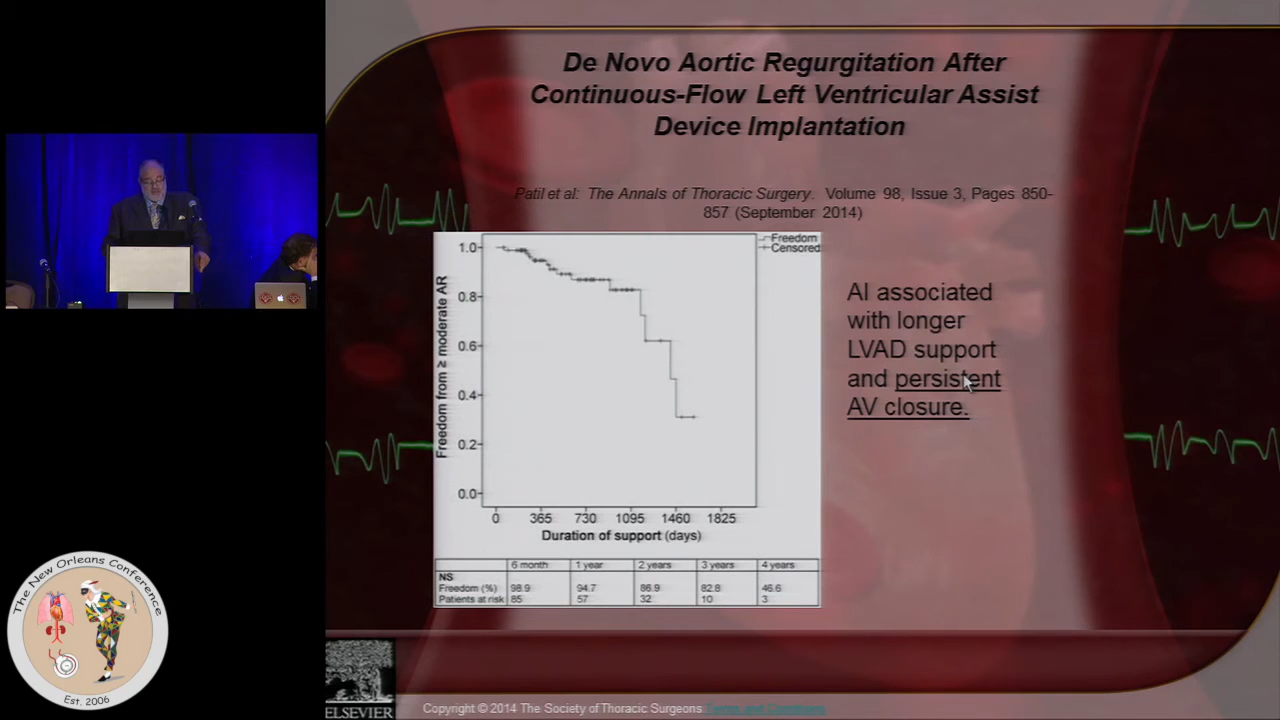 De Novo Aortic Regurgitation After
Continuous-Flow Left Ventricular Assist
Device Implantation
Patil et al: The Annals of Thoracic Surgery. Volume 98, Issue 3, Pages 850-
857 (September 2014)
Freedom
Censored
Freedom from ≥ moderate AR
1.0
0.8
0.6
0.4
0.2
0.0
0 365 730 1095 1460 1825
Duration of support (days)
6 month 1 year 2 years 3 years 4 years
NS
Freedom (%) 98.9 94.7 86.9 82.8 46.6
Patients at risk 85 57 32 10 3
AI associated
with longer
LVAD support
and persistent
AV closure.
The New Orleans Conference
Est. 2006
ELSEVIER
Copyright © 2014 The Society of Thoracic Surgeons Terms and Conditions